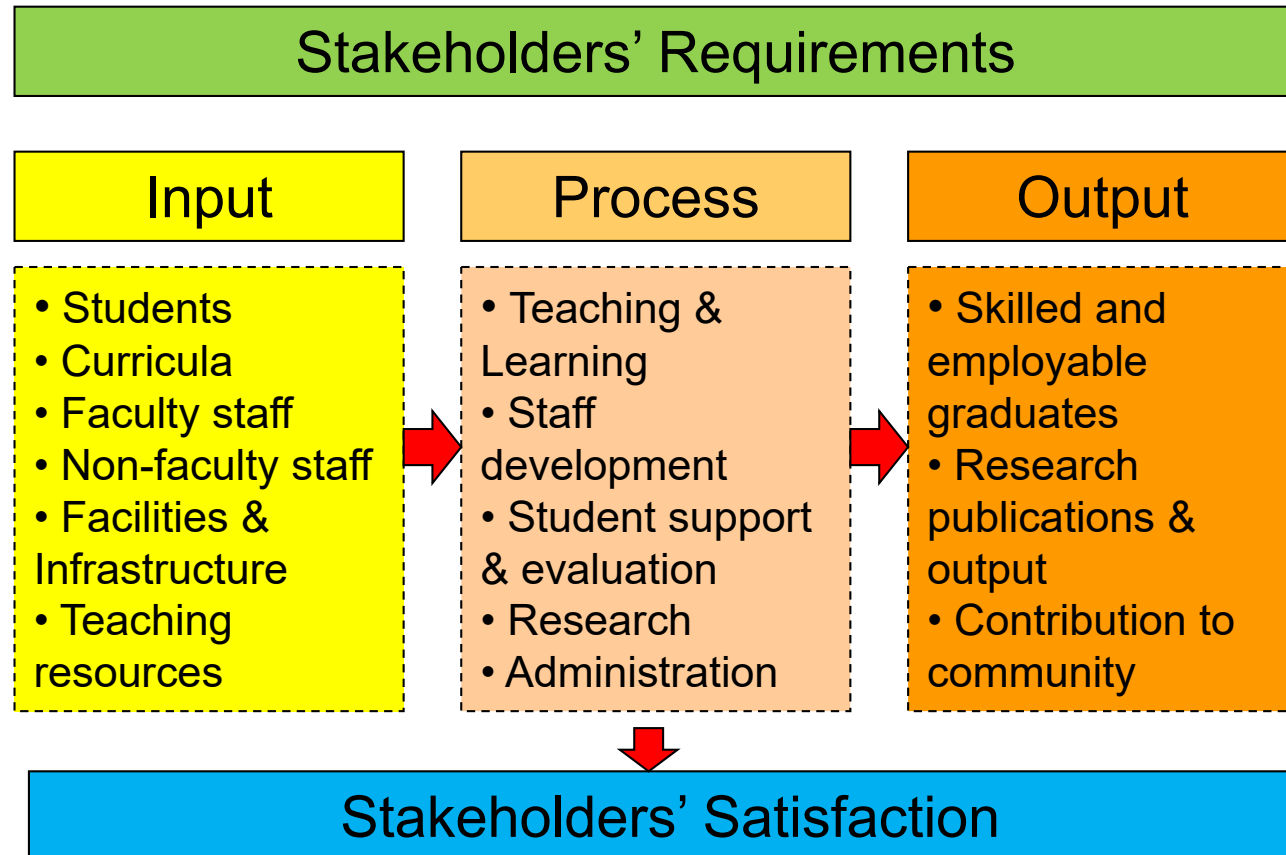 Stakeholders’ Requirements
Input
Process
Output
• Students
• Curricula
• Faculty staff
• Non-faculty staff
• Facilities &
Infrastructure
• Teaching
resources
• Teaching &
Learning
• Staff
development
• Student support
& evaluation
• Research
• Administration
• Skilled and
employable
graduates
• Research
publications &
output
• Contribution to
community
Stakeholders’ Satisfaction